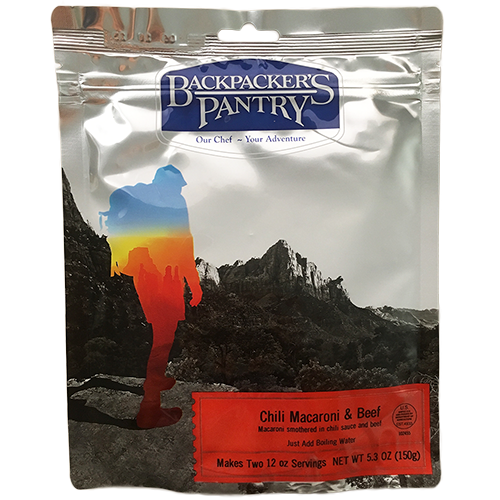 BACKPACKER'S
PANTRY
Our Chef ~ Your Adventure
Chili Macaroni & Beef
Macaroni smothered in chili sauce and beef
Just Add Boiling Water
Makes Two 12 oz Servings NET WT 5.3 OZ (150g)